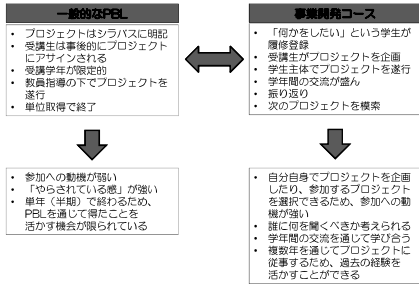 一般的なPBL
• プロジェクトはシラバスに明記
• 受講生は事後的にプロジェクト
にアサインされる
• 受講学年が限定的
• 教員指導の下でプロジェクトを
遂行
• 単位取得で終了
事業開発コース
• 「何かをしたい」という学生が
履修登録
• 受講生がプロジェクトを企画
• 学生主体でプロジェクトを遂行
• 学年間の交流が盛ん
• 振り返り
• 次のプロジェクトを模索
• 参加への動機が弱い
• 「やらされている感」が強い
• 単年（半期）で終わるため、
PBLを通じて得たことを
活かす機会が限られている
• 自分自身でプロジェクトを企画
したり、参加するプロジェクト
を選択できるため、参加への動
機が強い
• 誰に何を聞くべきか考えられる
• 学年間の交流を通じて学び合う
• 複数年を通じてプロジェクトに
従事するため、過去の経験を
活かすことができる